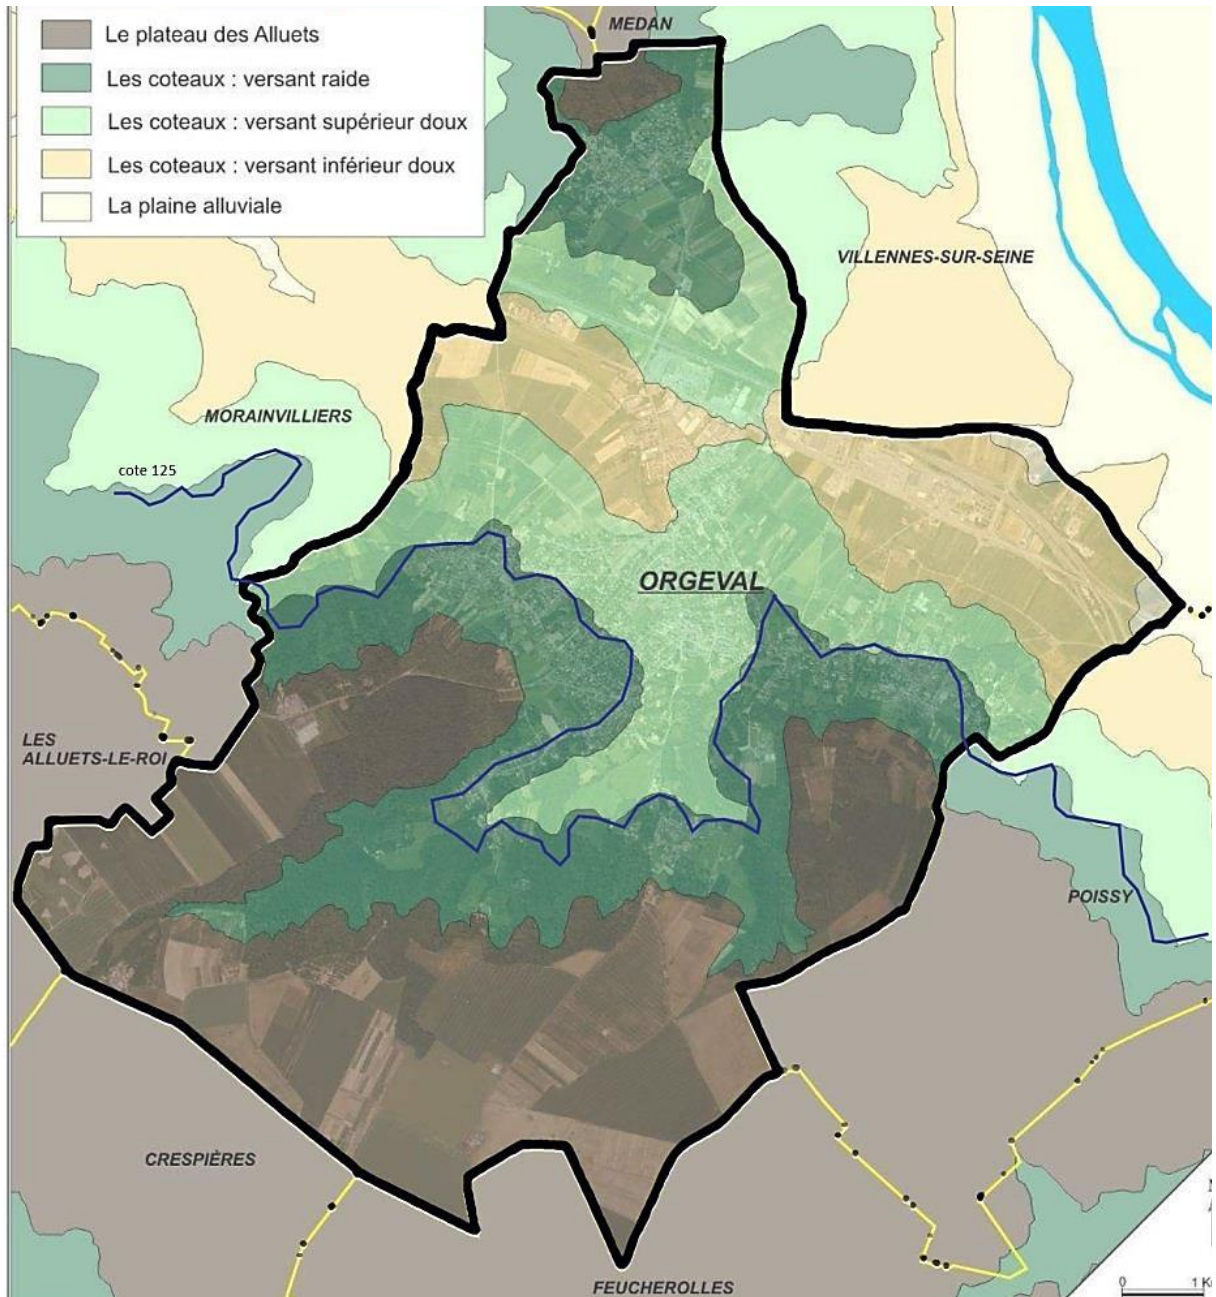 Le plateau des Alluets
Les coteaux : versant raide
Les coteaux : versant supérieur doux
Les coteaux : versant inférieur doux
La plaine alluviale
MEDAN
VILLENNES-SUR-SEINE
MORAINVILLIERS
cote 125
ORGEVAL
LES
ALLUETS-LE-ROI
POISSY
CRESPIÈRES
FEUCHEROLLES
0 1